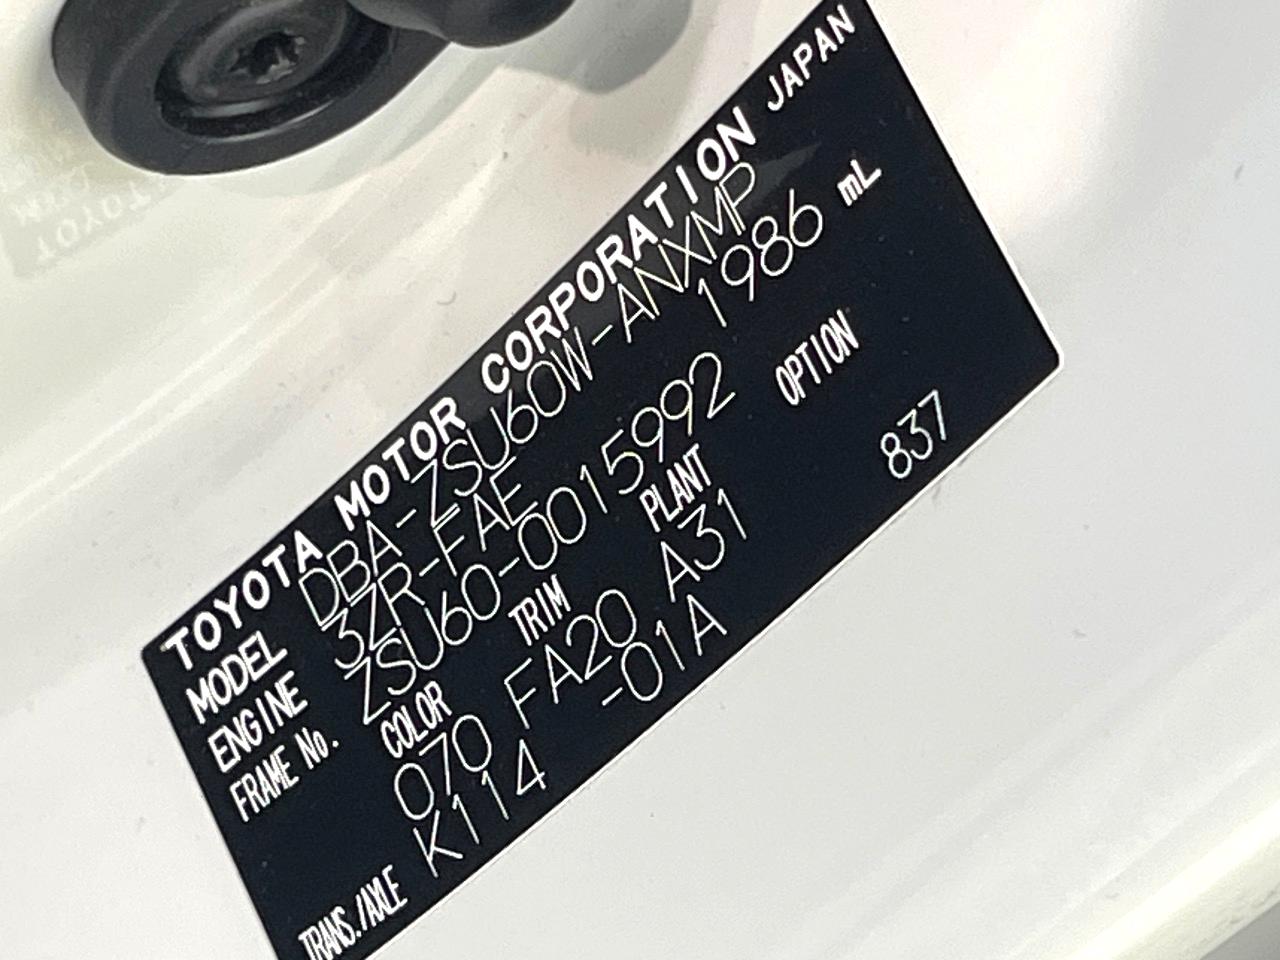 TOYOTA MOTOR CORPORATION JAPAN
MODEL DBA-ZSU60W-ANXMP
ENGINE 3ZR-FAE 1986 mL
FRAME No. ZSU60-0015992
COLOR TRIM PLANT OPTION
070 FA20 A31 837
TRANS./AXLE K114 -01A
TOYOT